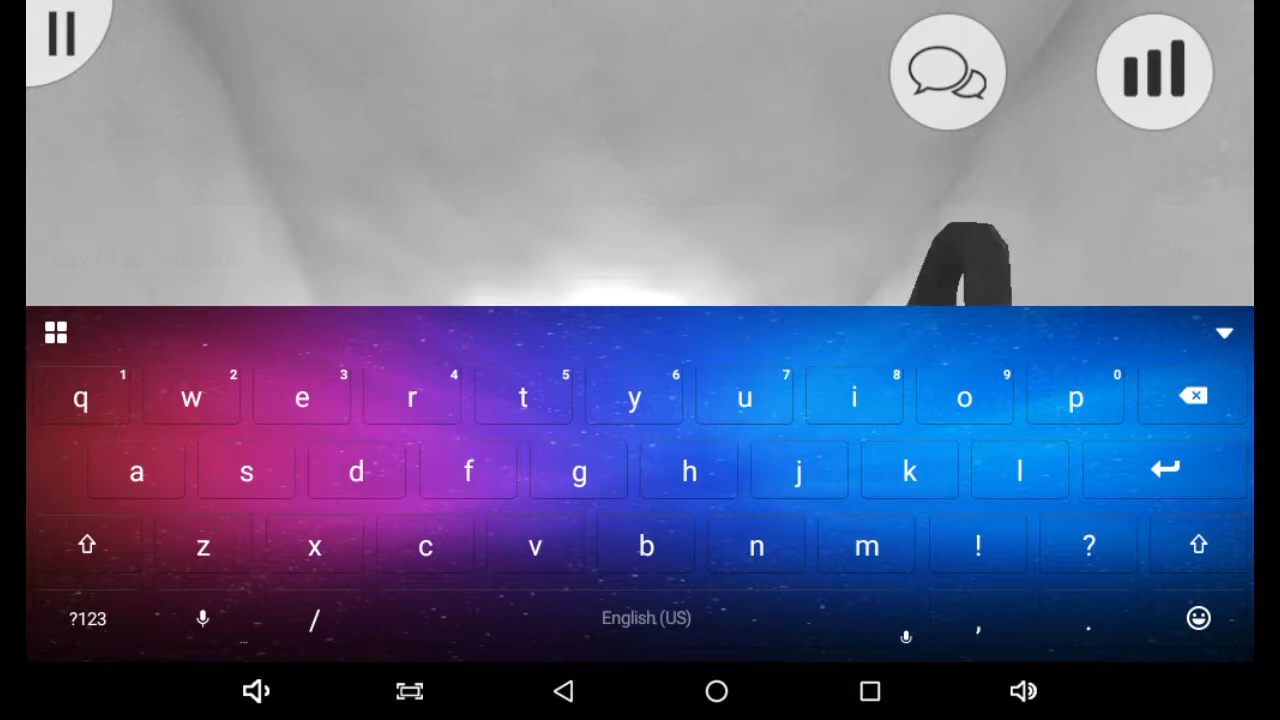 1 2 3 4 5 6 7 8 9 0
q w e r t y u i o p
a s d f g h j k l
z x c v b n m ! ?
?123 / English (US) , .